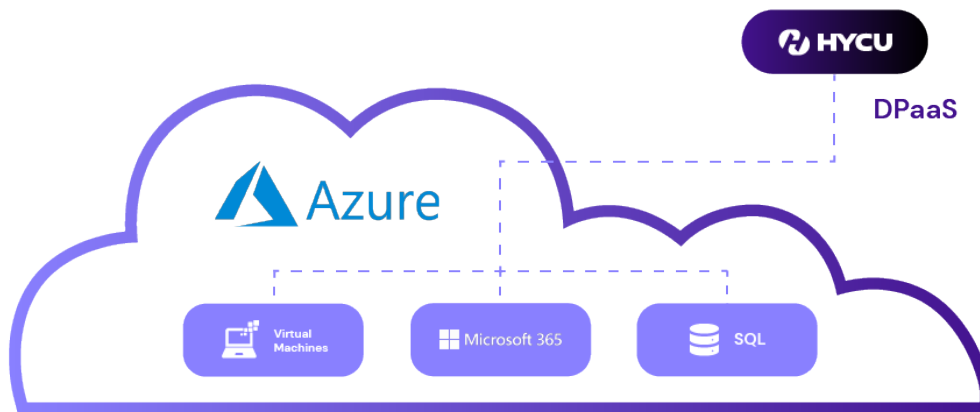 HYCU
DPaaS
Azure
Virtual
Machines
Microsoft 365
SQL